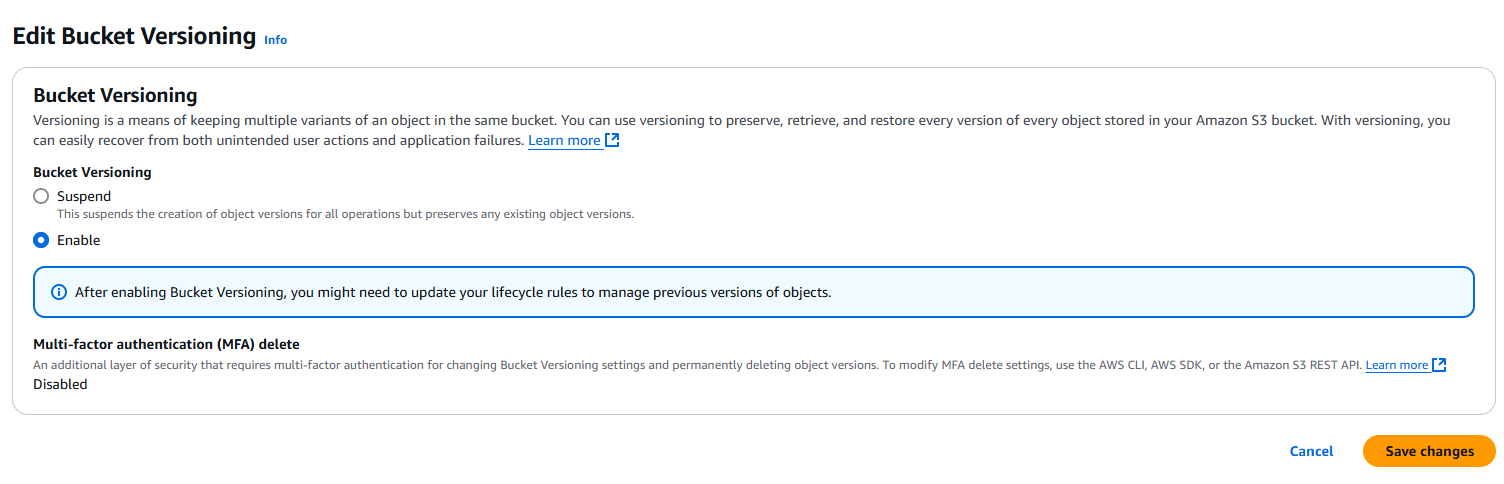 Edit Bucket Versioning Info
Bucket Versioning
Versioning is a means of keeping multiple variants of an object in the same bucket. You can use versioning to preserve, retrieve, and restore every version of every object stored in your Amazon S3 bucket. With versioning, you
can easily recover from both unintended user actions and application failures. Learn more
Bucket Versioning
Suspend
This suspends the creation of object versions for all operations but preserves any existing object versions.
Enable
After enabling Bucket Versioning, you might need to update your lifecycle rules to manage previous versions of objects.
Multi-factor authentication (MFA) delete
An additional layer of security that requires multi-factor authentication for changing Bucket Versioning settings and permanently deleting object versions. To modify MFA delete settings, use the AWS CLI, AWS SDK, or the Amazon S3 REST API. Learn more
Disabled
Cancel Save changes